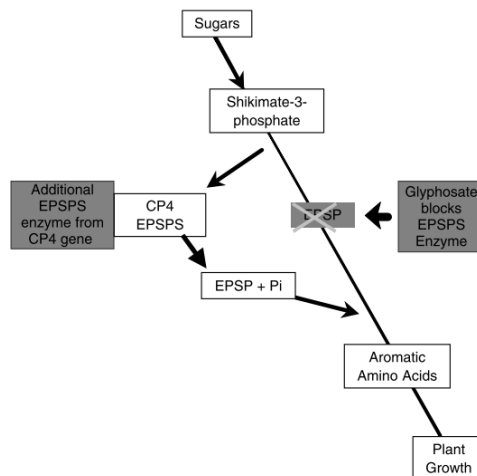 Sugars
Shikimate-3-
phosphate
Additional
EPSPS
enzyme from
CP4 gene
CP4
EPSPS
EPSP
Glyphosate
blocks
EPSPS
Enzyme
EPSP + Pi
Aromatic
Amino Acids
Plant
Growth